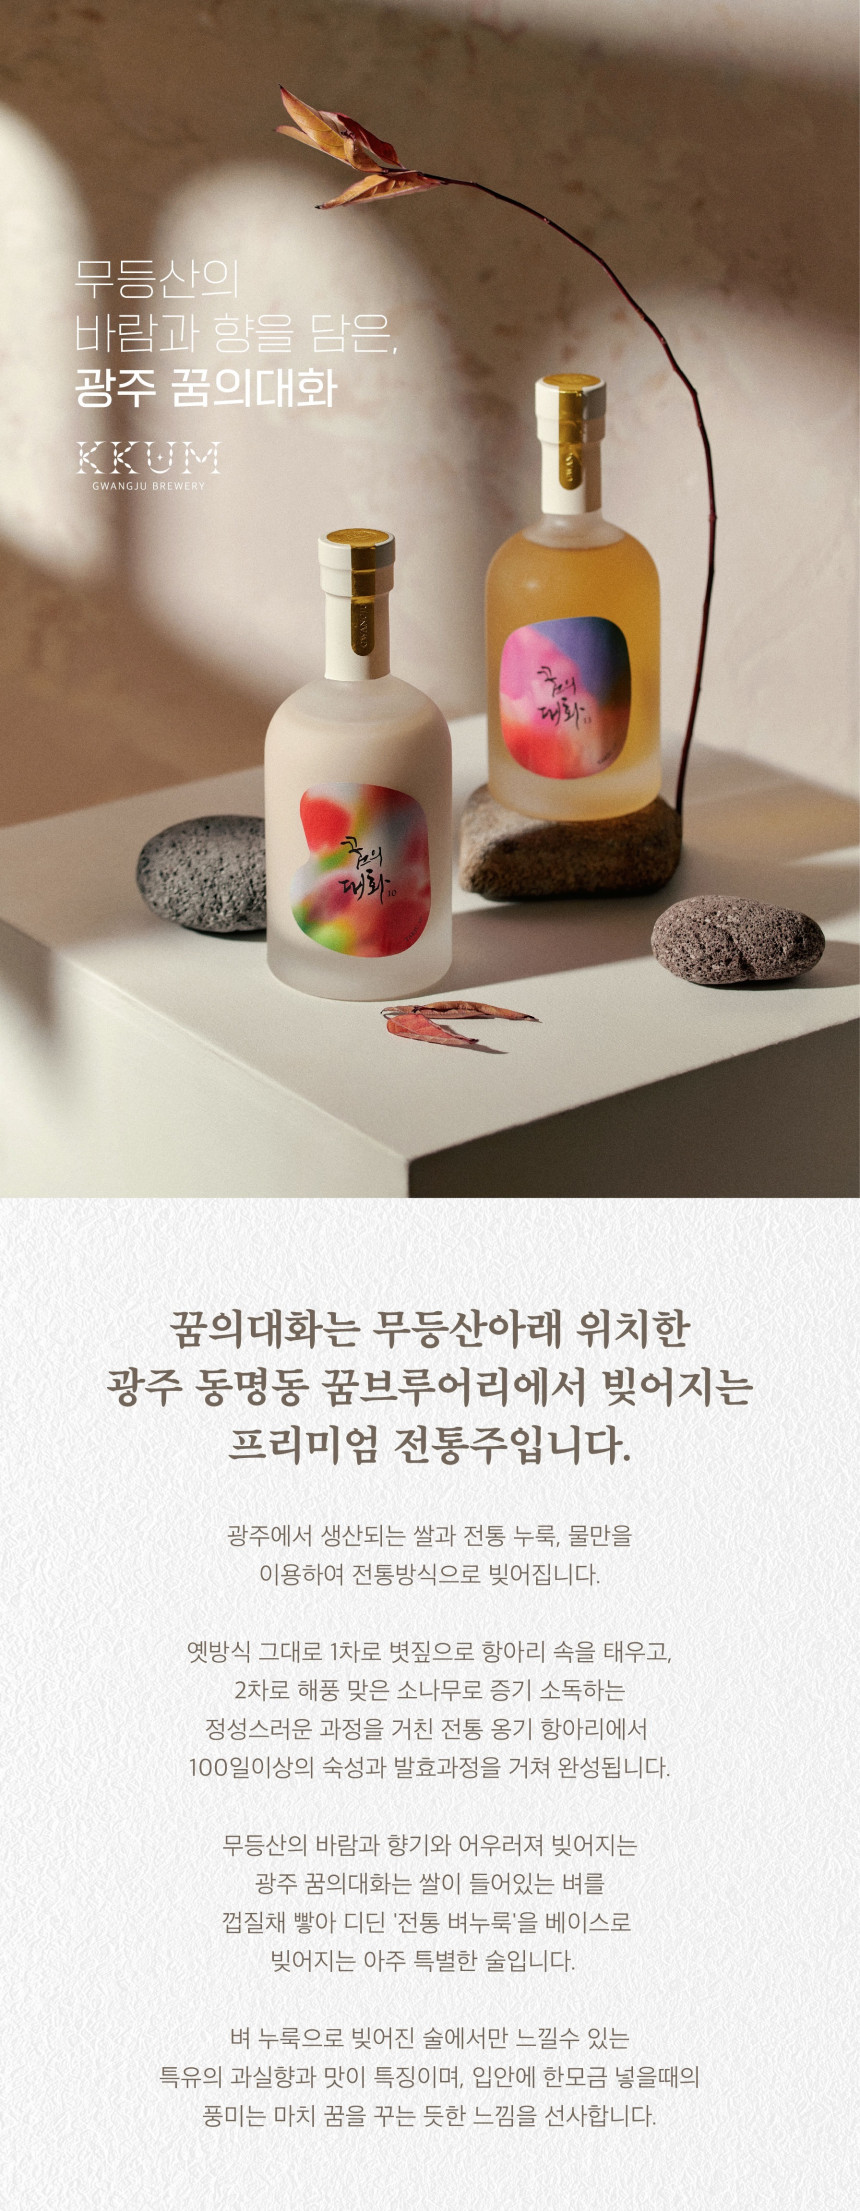 무등산의
바람과 향을 담은,
광주 꿈의대화
KKUM
GWANGJU BREWERY
꿈의
대화
꿈의
대화10
꿈의대화는 무등산아래 위치한
광주 동명동 꿈브루어리에서 빚어지는
프리미엄 전통주입니다.
광주에서 생산되는 쌀과 전통 누룩, 물만을
이용하여 전통방식으로 빚어집니다.
옛방식 그대로 1차로 볏짚으로 항아리 속을 태우고,
2차로 해풍 맞은 소나무로 증기 소독하는
정성스러운 과정을 거친 전통 옹기 항아리에서
100일이상의 숙성과 발효과정을 거쳐 완성됩니다.
무등산의 바람과 향기와 어우러져 빚어지는
광주 꿈의대화는 쌀이 들어있는 벼를
껍질채 빻아 디딘 '전통 벼누룩'을 베이스로
빚어지는 아주 특별한 술입니다.
벼 누룩으로 빚어진 술에서만 느낄수 있는
특유의 과실향과 맛이 특징이며, 입안에 한모금 넣을때의
풍미는 마치 꿈을 꾸는 듯한 느낌을 선사합니다.